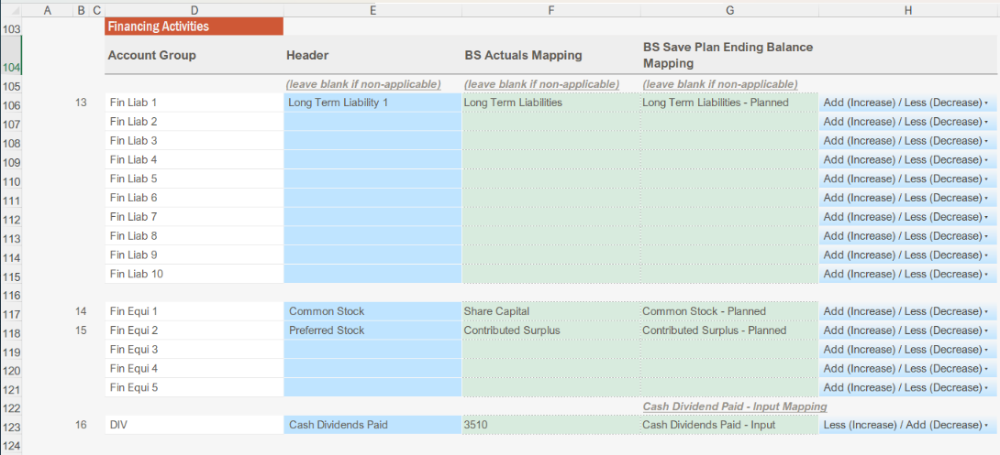 A B C D E F G H
103 Financing Activities
104 Account Group Header BS Actuals Mapping BS Save Plan Ending Balance
Mapping
105 (leave blank if non-applicable) (leave blank if non-applicable) (leave blank if non-applicable)
106 13 Fin Liab 1 Long Term Liability 1 Long Term Liabilities Long Term Liabilities - Planned Add (Increase) / Less (Decrease)
107 Fin Liab 2 Add (Increase) / Less (Decrease)
108 Fin Liab 3 Add (Increase) / Less (Decrease)
109 Fin Liab 4 Add (Increase) / Less (Decrease)
110 Fin Liab 5 Add (Increase) / Less (Decrease)
111 Fin Liab 6 Add (Increase) / Less (Decrease)
112 Fin Liab 7 Add (Increase) / Less (Decrease)
113 Fin Liab 8 Add (Increase) / Less (Decrease)
114 Fin Liab 9 Add (Increase) / Less (Decrease)
115 Fin Liab 10 Add (Increase) / Less (Decrease)
116
117 14 Fin Equi 1 Common Stock Share Capital Common Stock - Planned Add (Increase) / Less (Decrease)
118 15 Fin Equi 2 Preferred Stock Contributed Surplus Contributed Surplus - Planned Add (Increase) / Less (Decrease)
119 Fin Equi 3 Add (Increase) / Less (Decrease)
120 Fin Equi 4 Add (Increase) / Less (Decrease)
121 Fin Equi 5 Add (Increase) / Less (Decrease)
122 Cash Dividend Paid - Input Mapping
123 16 DIV Cash Dividends Paid 3510 Cash Dividends Paid - Input Less (Increase) / Add (Decrease)
124